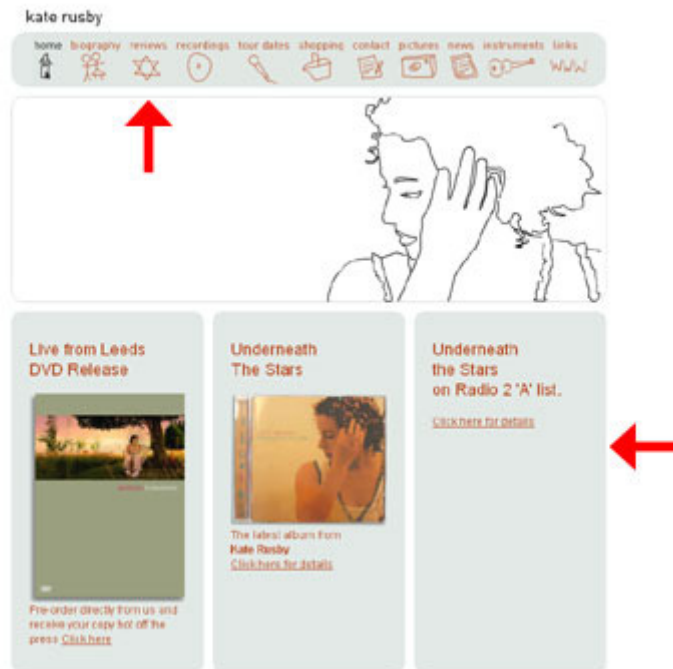 kate rusby
home biography reviews recordings tour dates shopping contact pictures news instruments links
WWW
Live from Leeds
DVD Release
Pre-order directly from us and
receive your copy hot off the
press Click here
Underneath
The Stars
The latest album from
Kate Rusby
Click here for details
Underneath
the Stars
on Radio 2 'A' list.
Click here for details